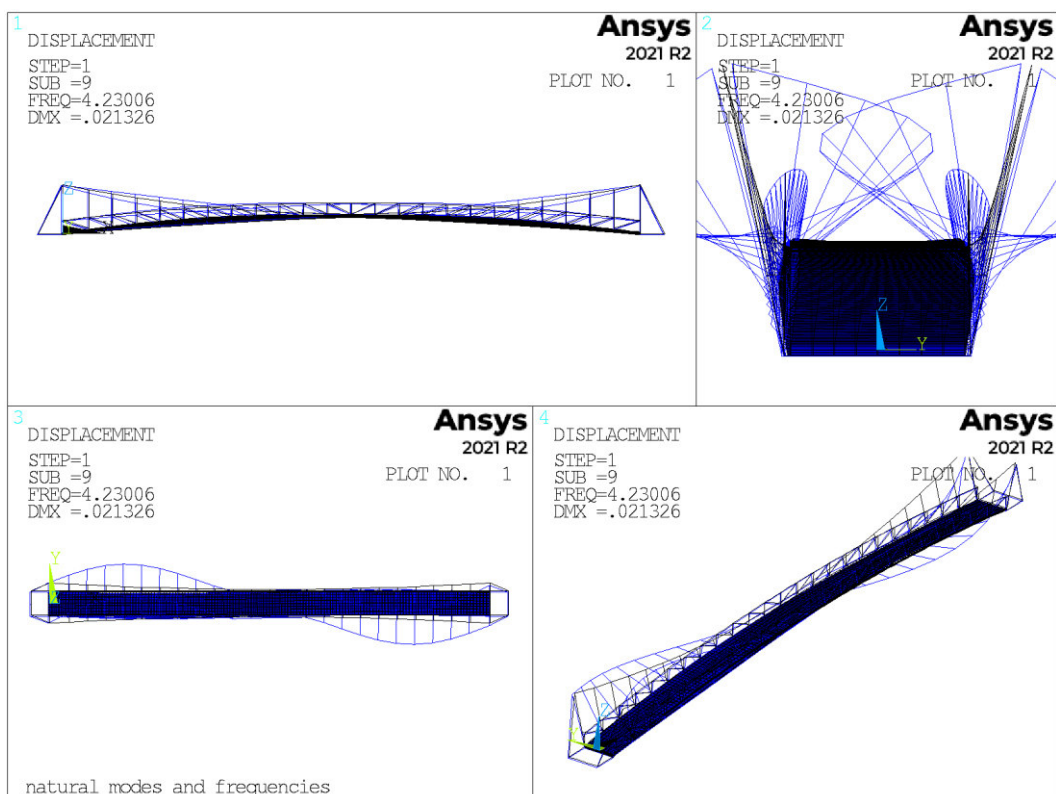 1
Ansys
2021 R2
DISPLACEMENT
STEP=1
SUB =9
FREQ=4.23006
DMX =.021326
PLOT NO. 1
Z
X
2
Ansys
2021 R2
DISPLACEMENT
STEP=1
SUB =9
FREQ=4.23006
DMX =.021326
PLOT NO. 1
Z
Y
3
Ansys
2021 R2
DISPLACEMENT
STEP=1
SUB =9
FREQ=4.23006
DMX =.021326
PLOT NO. 1
Y
natural modes and frequencies
4
Ansys
2021 R2
DISPLACEMENT
STEP=1
SUB =9
FREQ=4.23006
DMX =.021326
PLOT NO. 1
Z
Y